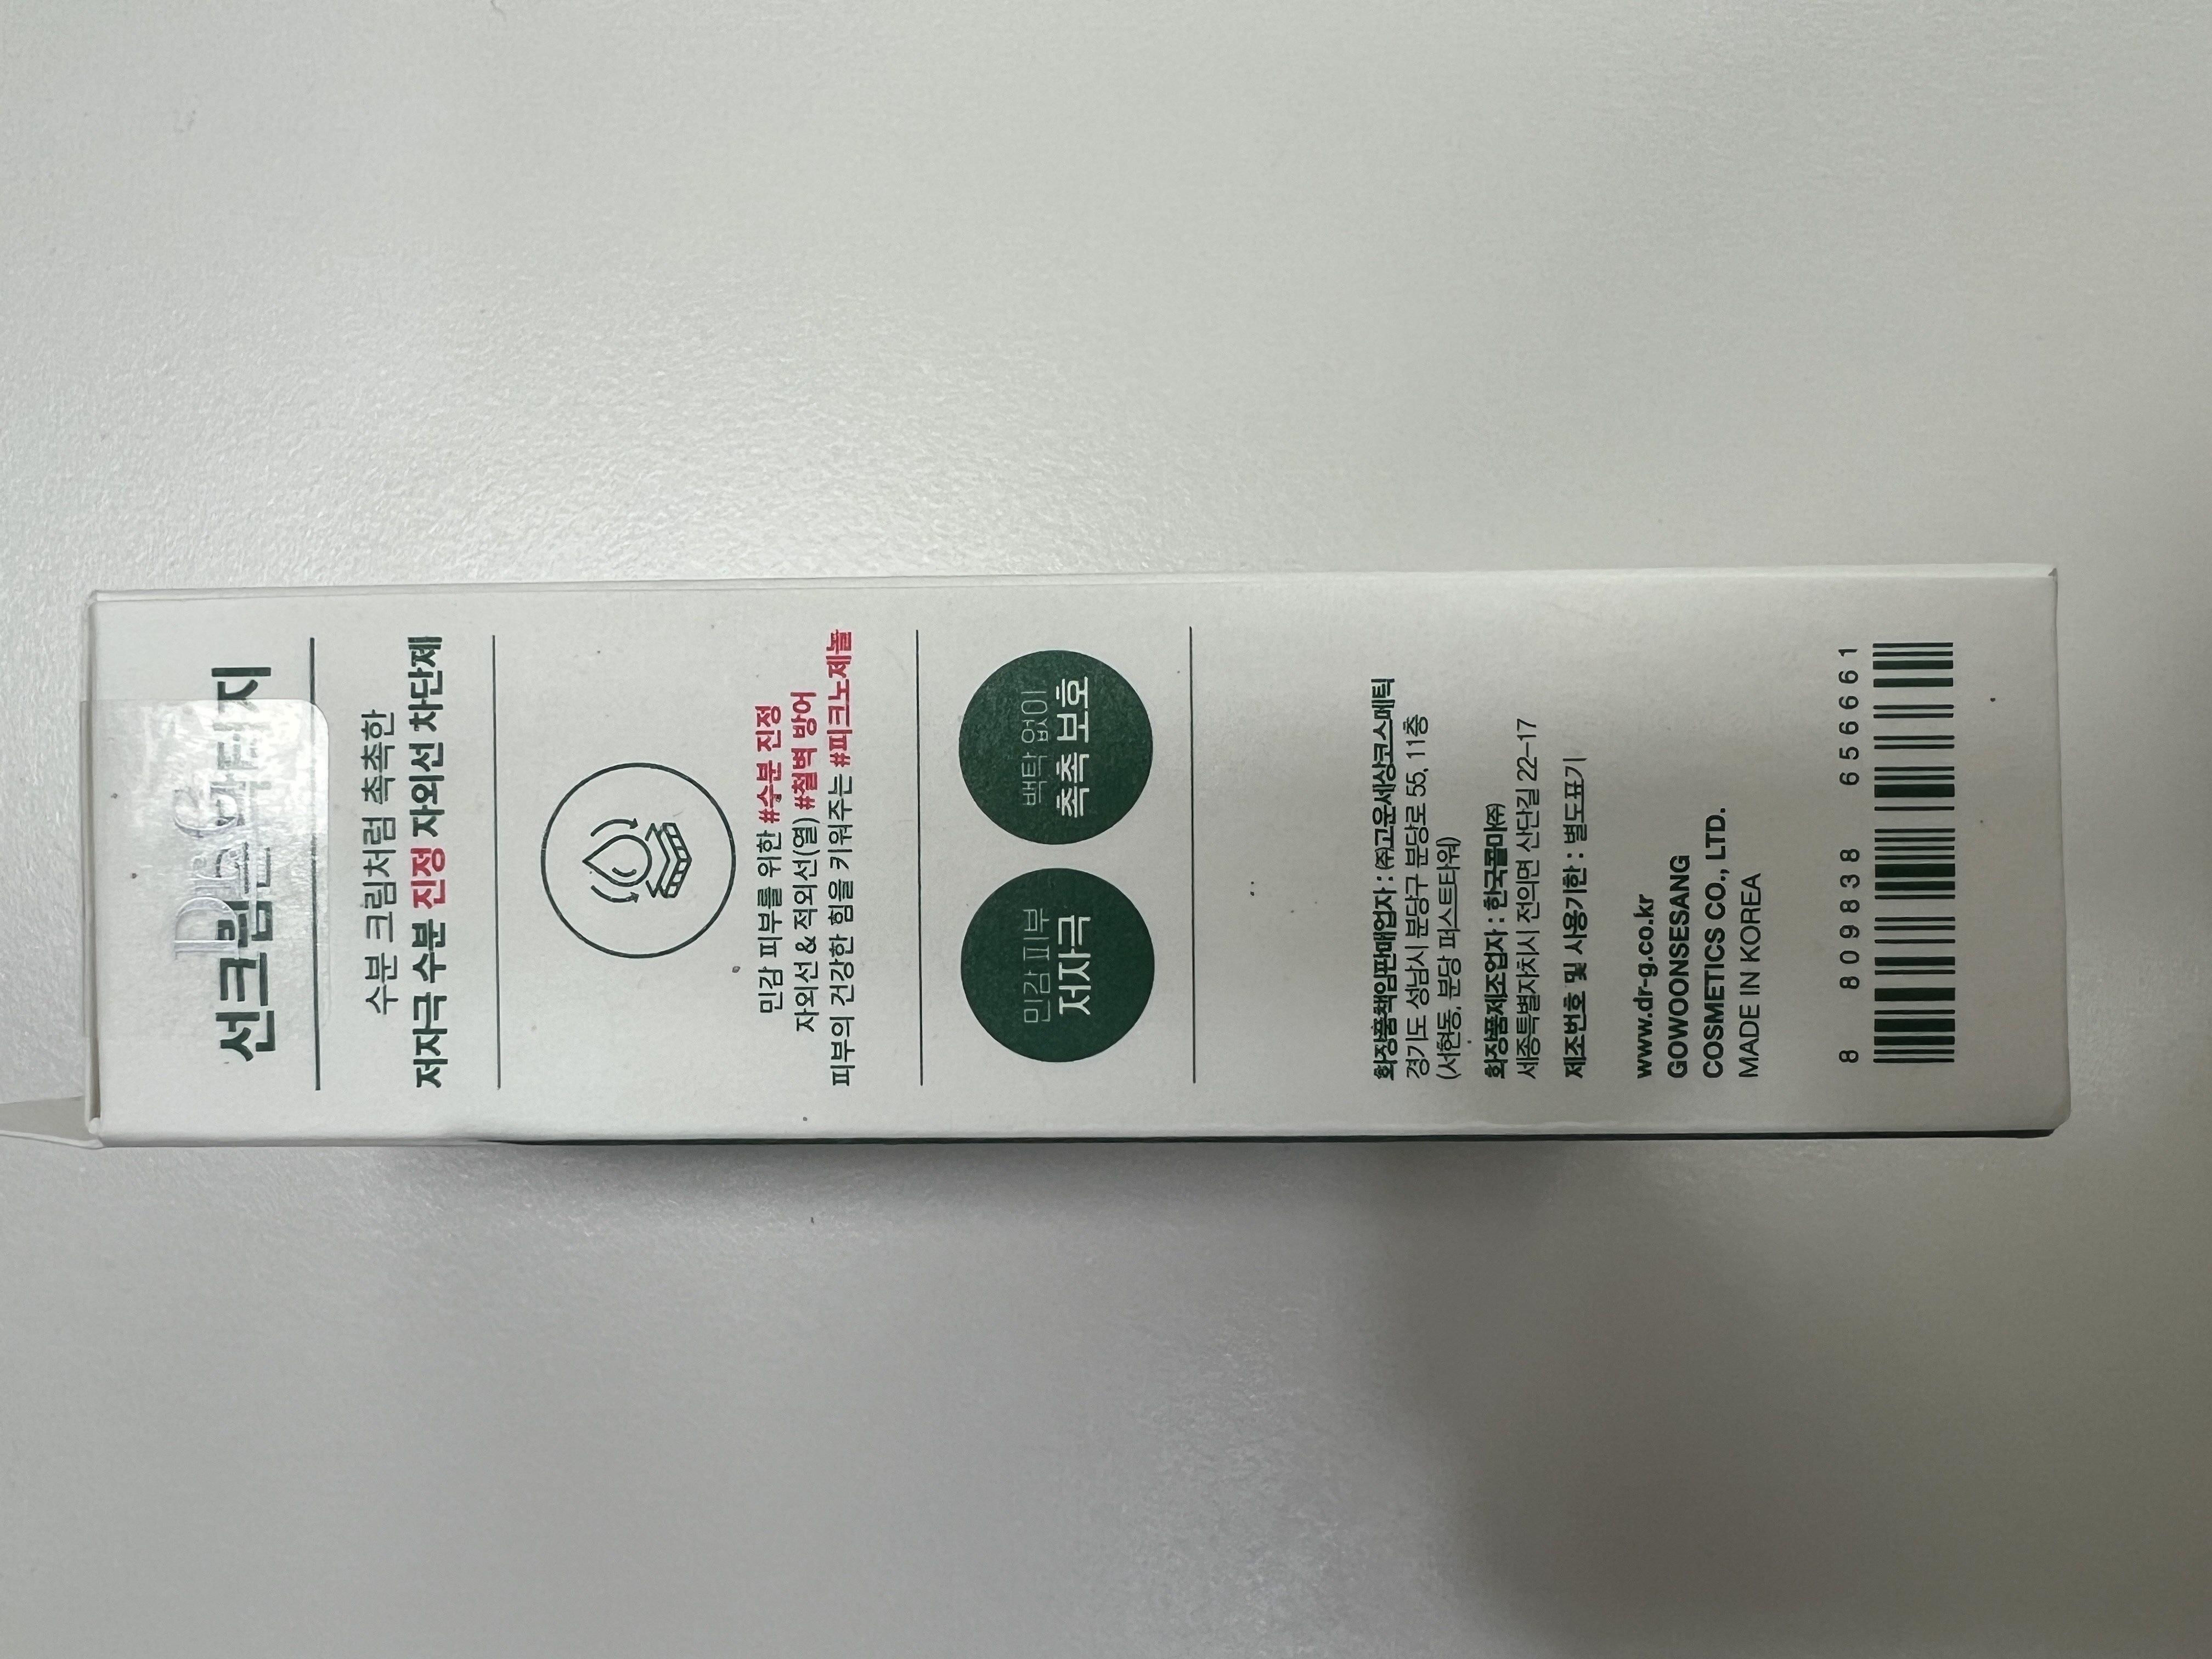 Dr.G
선크림은 닥터지
수분 크림처럼 촉촉한
저자극 수분 진정 자외선 차단제
민감 피부를 위한 #수분 진정
자외선 & 적외선(열) #철벽 방어
피부의 건강한 힘을 키워주는 #피크노제놀
민감 피부
저자극
백탁 없이
촉촉 보호
화장품책임판매업자 : ㈜고운세상코스메틱
경기도 성남시 분당구 분당로 55, 11층
(서현동, 분당 퍼스트타워)
화장품제조업자 : 한국콜마㈜
세종특별자치시 전의면 산단길 22-17
제조번호 및 사용기한 : 별도표기
www.dr-g.co.kr
GOWOONSESANG
COSMETICS CO., LTD.
MADE IN KOREA
8 809838 656661